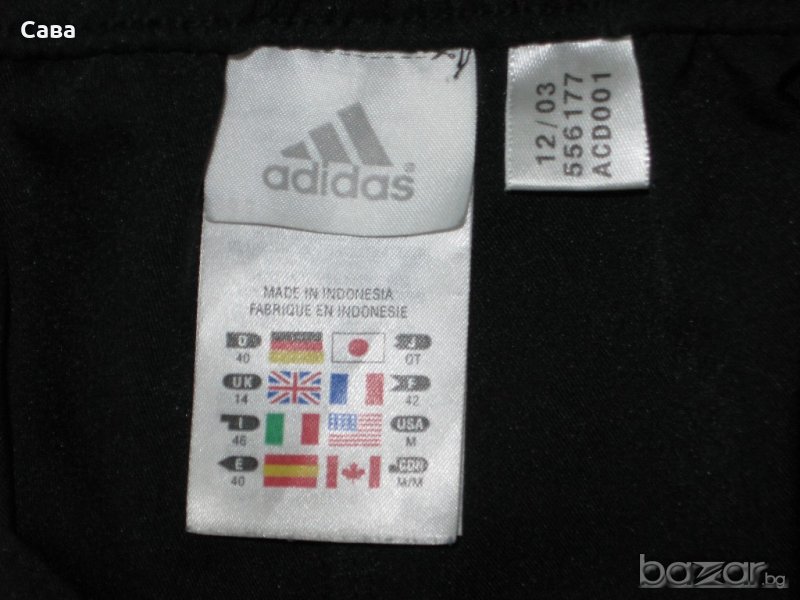 Сава
adidas
12/03
556177
ACD001
MADE IN INDONESIA
FABRIQUE EN INDONESIE
D
40
J
OT
UK
14
F
42
I
46
USA
M
E
40
CDN
M/M
bazar.bg